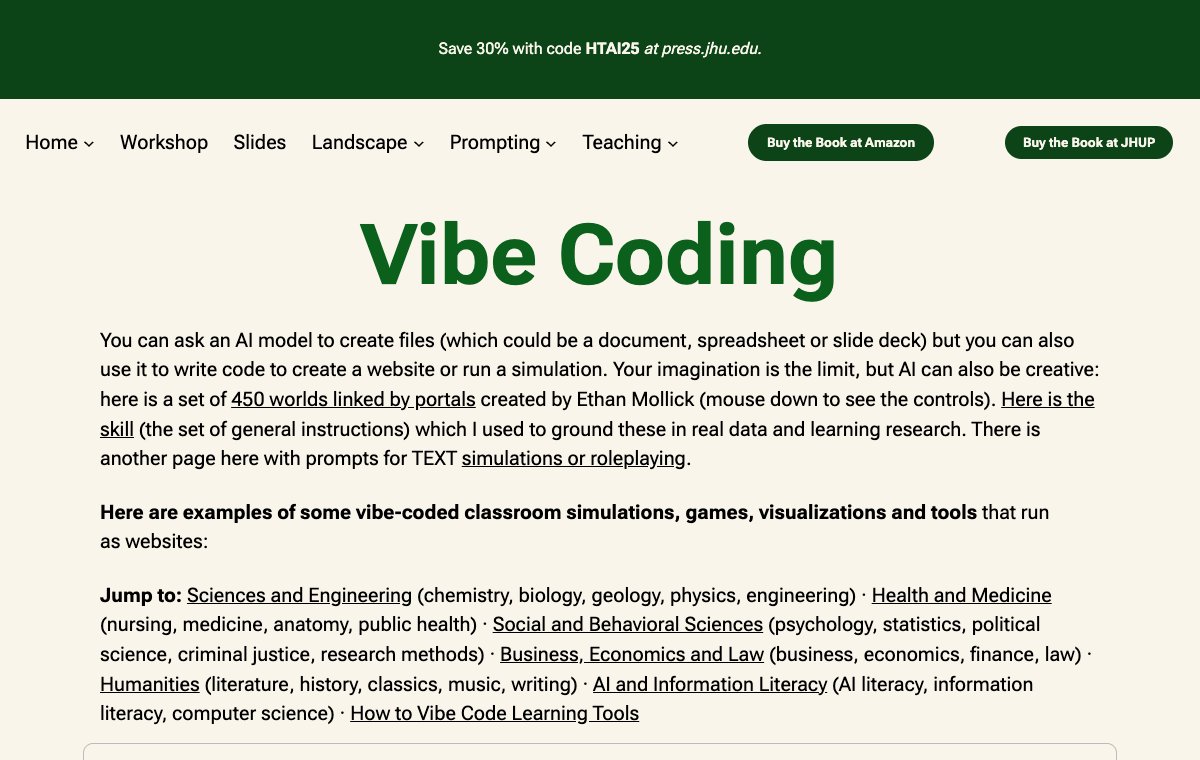 Save 30% with code HTAI25 at press.jhu.edu.
Home Workshop Slides Landscape Prompting Teaching Buy the Book at Amazon Buy the Book at JHUP
Vibe Coding
You can ask an AI model to create files (which could be a document, spreadsheet or slide deck) but you can also
use it to write code to create a website or run a simulation. Your imagination is the limit, but AI can also be creative:
here is a set of 450 worlds linked by portals created by Ethan Mollick (mouse down to see the controls). Here is the
skill (the set of general instructions) which I used to ground these in real data and learning research. There is
another page here with prompts for TEXT simulations or roleplaying.
Here are examples of some vibe-coded classroom simulations, games, visualizations and tools that run
as websites:
Jump to: Sciences and Engineering (chemistry, biology, geology, physics, engineering) · Health and Medicine
(nursing, medicine, anatomy, public health) · Social and Behavioral Sciences (psychology, statistics, political
science, criminal justice, research methods) · Business, Economics and Law (business, economics, finance, law) ·
Humanities (literature, history, classics, music, writing) · AI and Information Literacy (AI literacy, information
literacy, computer science) · How to Vibe Code Learning Tools